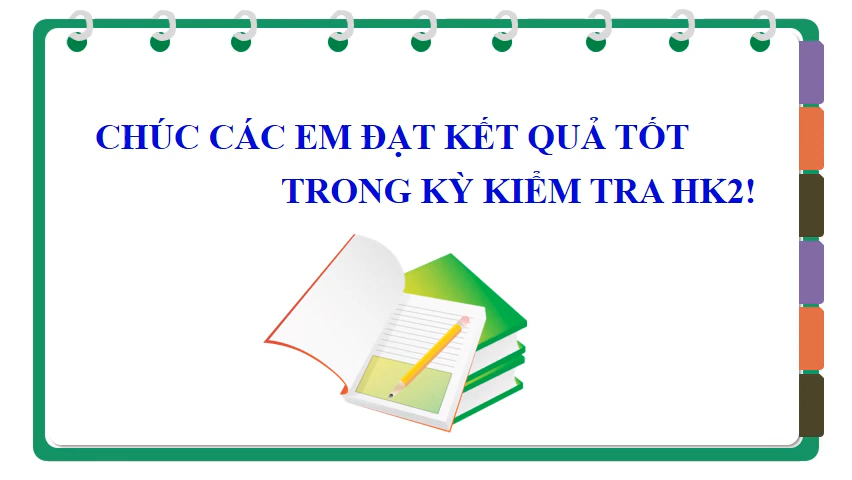 CHÚC CÁC EM ĐẠT KẾT QUẢ TỐT
TRONG KỲ KIỂM TRA HK2!